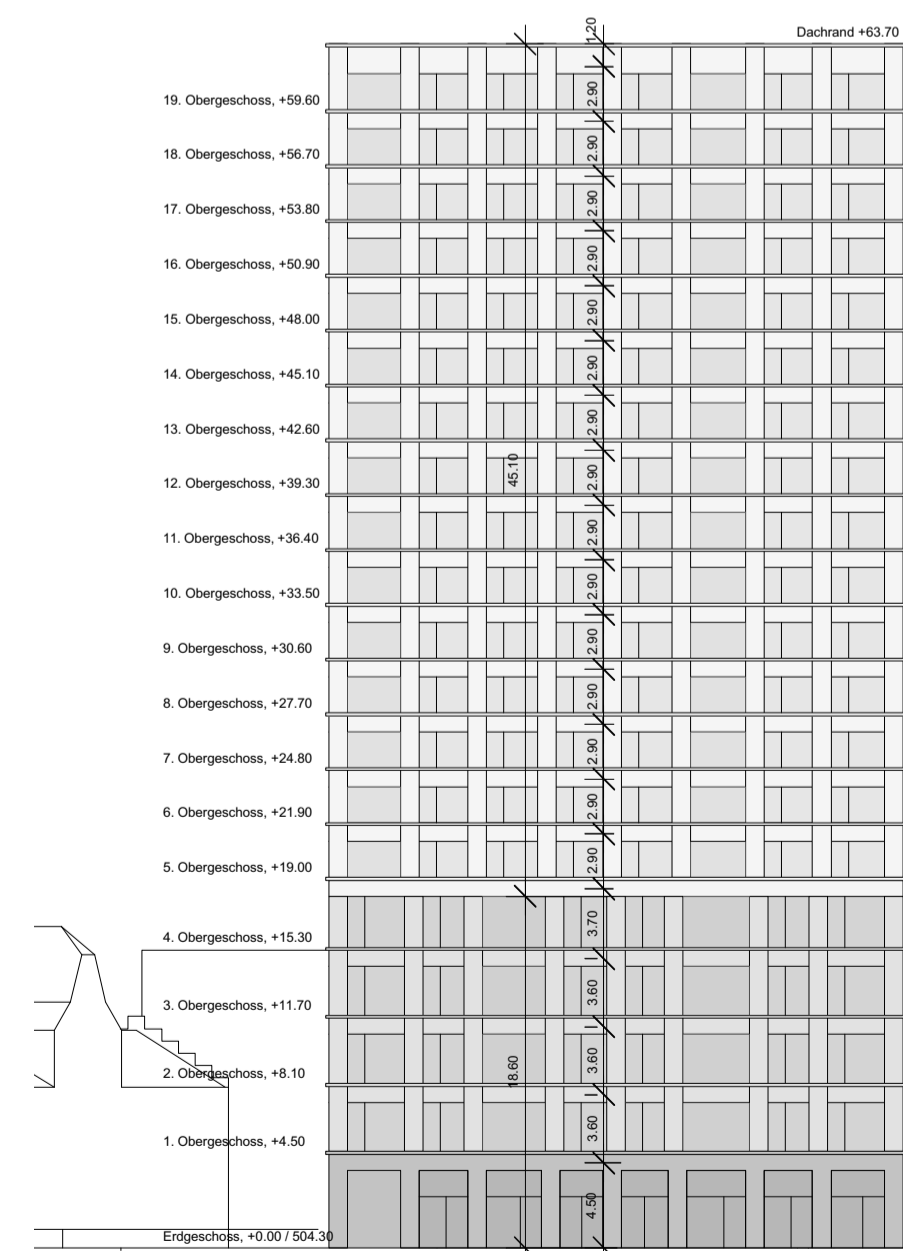 1.20
Dachrand +63.70
19. Obergeschoss, +59.60
2.90
18. Obergeschoss, +56.70
2.90
17. Obergeschoss, +53.80
2.90
16. Obergeschoss, +50.90
2.90
15. Obergeschoss, +48.00
2.90
14. Obergeschoss, +45.10
2.90
13. Obergeschoss, +42.60
2.90
12. Obergeschoss, +39.30
45.10
2.90
11. Obergeschoss, +36.40
2.90
10. Obergeschoss, +33.50
2.90
9. Obergeschoss, +30.60
2.90
8. Obergeschoss, +27.70
2.90
7. Obergeschoss, +24.80
2.90
6. Obergeschoss, +21.90
2.90
5. Obergeschoss, +19.00
2.90
4. Obergeschoss, +15.30
3.70
3. Obergeschoss, +11.70
3.60
2. Obergeschoss, +8.10
18.60
3.60
1. Obergeschoss, +4.50
3.60
4.50
Erdgeschoss, +0.00 / 504.30